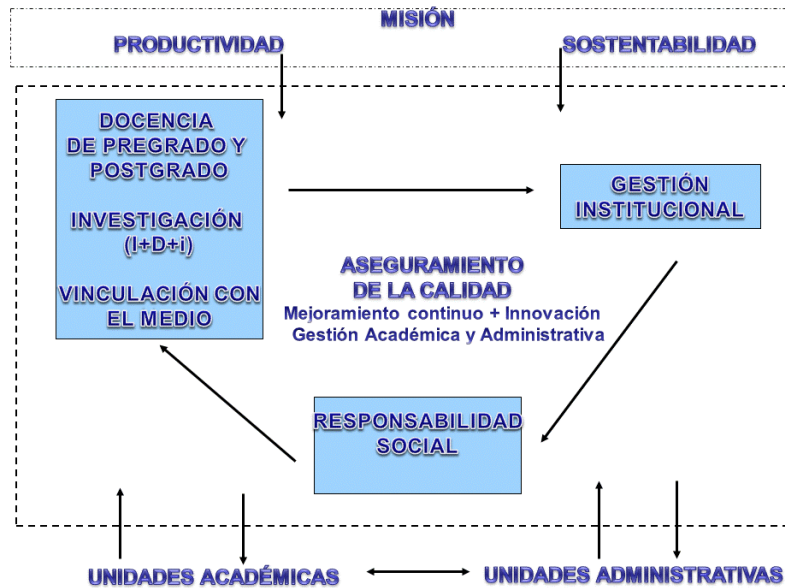 MISIÓN
PRODUCTIVIDAD
SOSTENTABILIDAD
DOCENCIA
DE PREGRADO Y
POSTGRADO
INVESTIGACIÓN
(I+D+i)
VINCULACIÓN CON
EL MEDIO
GESTIÓN
INSTITUCIONAL
ASEGURAMIENTO
DE LA CALIDAD
Mejoramiento continuo + Innovación
Gestión Académica y Administrativa
RESPONSABILIDAD
SOCIAL
UNIDADES ACADÉMICAS
UNIDADES ADMINISTRATIVAS